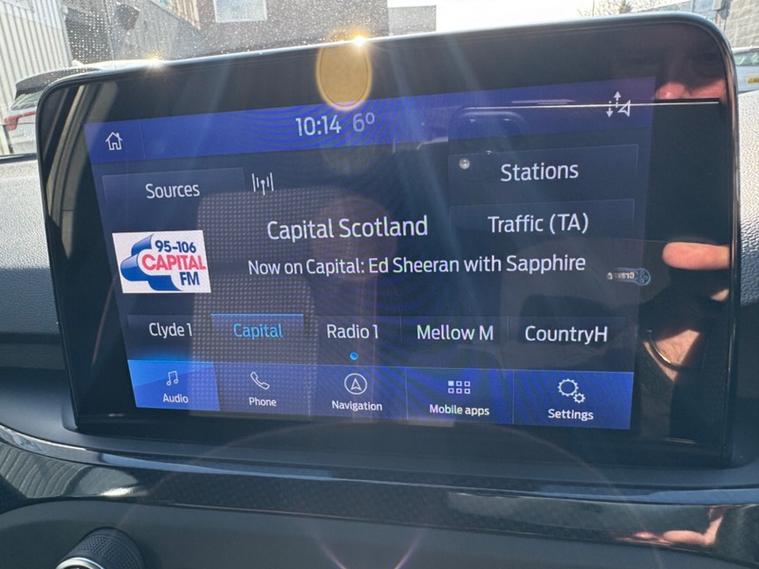 10:14 6°
Sources
Stations
Capital Scotland
Traffic (TA)
95-106
CAPITAL
FM
Now on Capital: Ed Sheeran with Sapphire
Clyde 1
Capital
Radio 1
Mellow M
CountryH
Audio
Phone
Navigation
Mobile apps
Settings